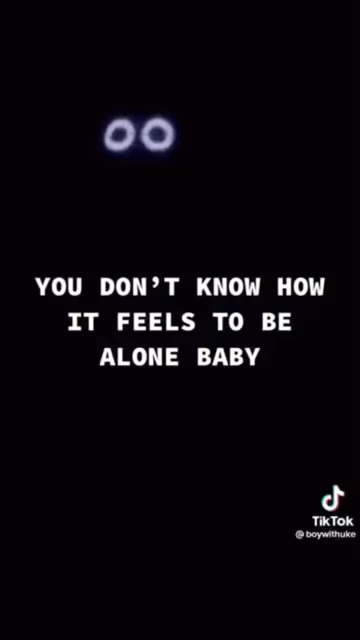 YOU DON’T KNOW HOW
IT FEELS TO BE
ALONE BABY
TikTok
@boywithuke